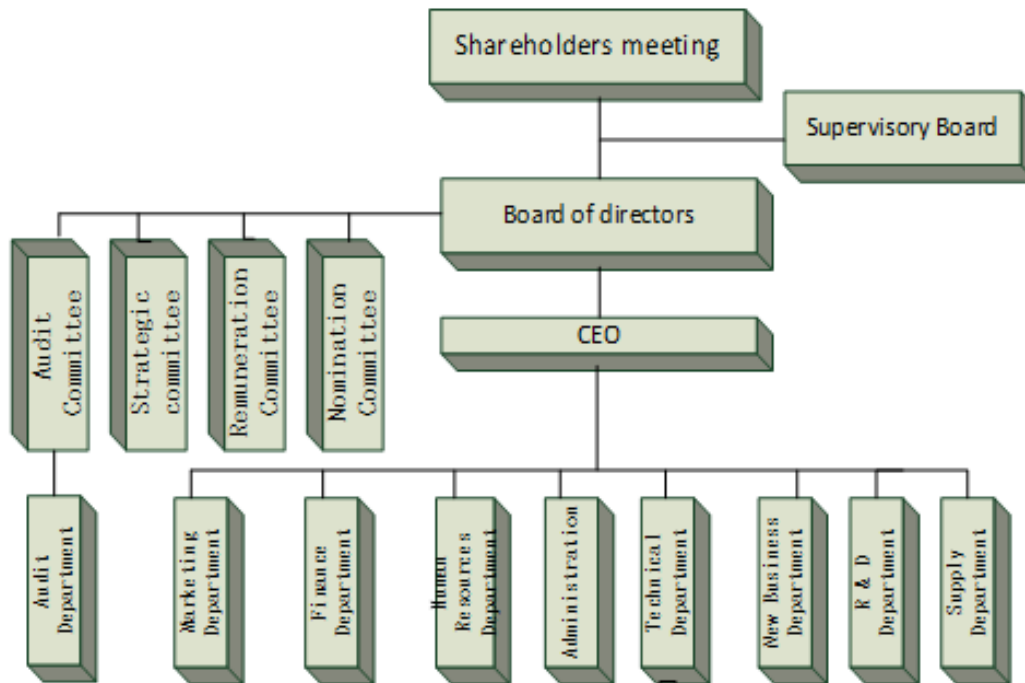 Shareholders meeting
Supervisory Board
Board of directors
CEO
Audit
Committee
Strategic
committee
Remuneration
Committee
Nomination
Committee
Audit
Department
Marketing
Department
Finance
Department
Human
Resources
Department
Administration
Technical
Department
New Business
Department
R & D
Department
Supply
Department